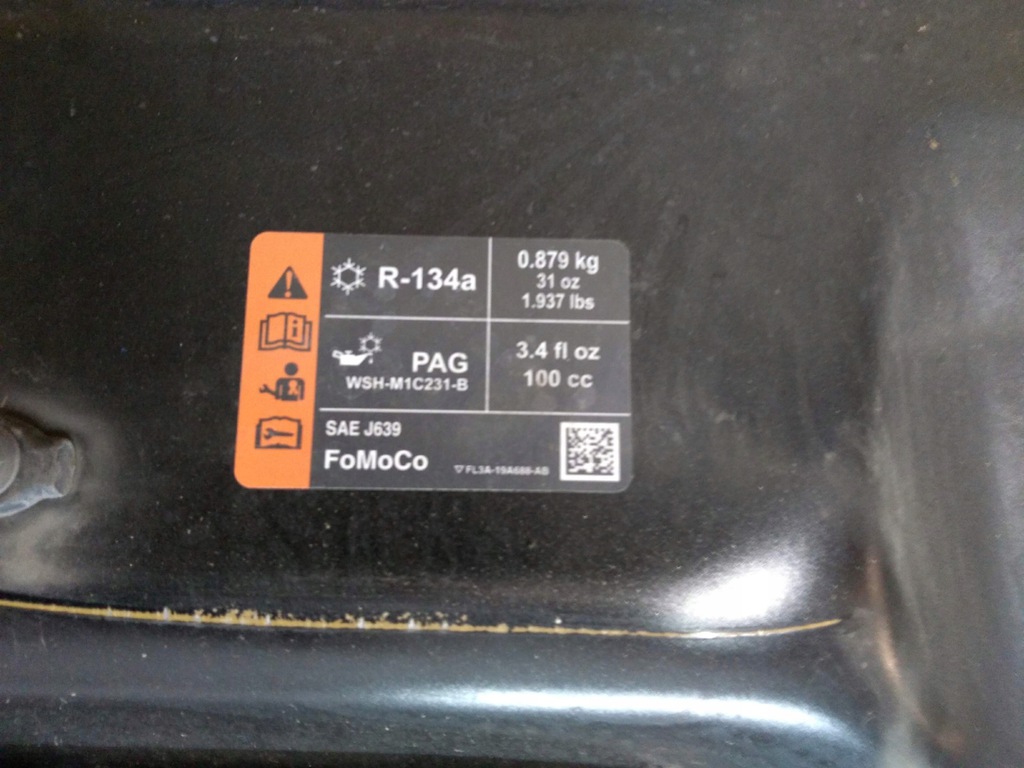 R-134a
0.879 kg
31 oz
1.937 lbs
PAG
WSH-M1C231-B
3.4 fl oz
100 cc
SAE J639
FoMoCo
FL3A-19A688-AB